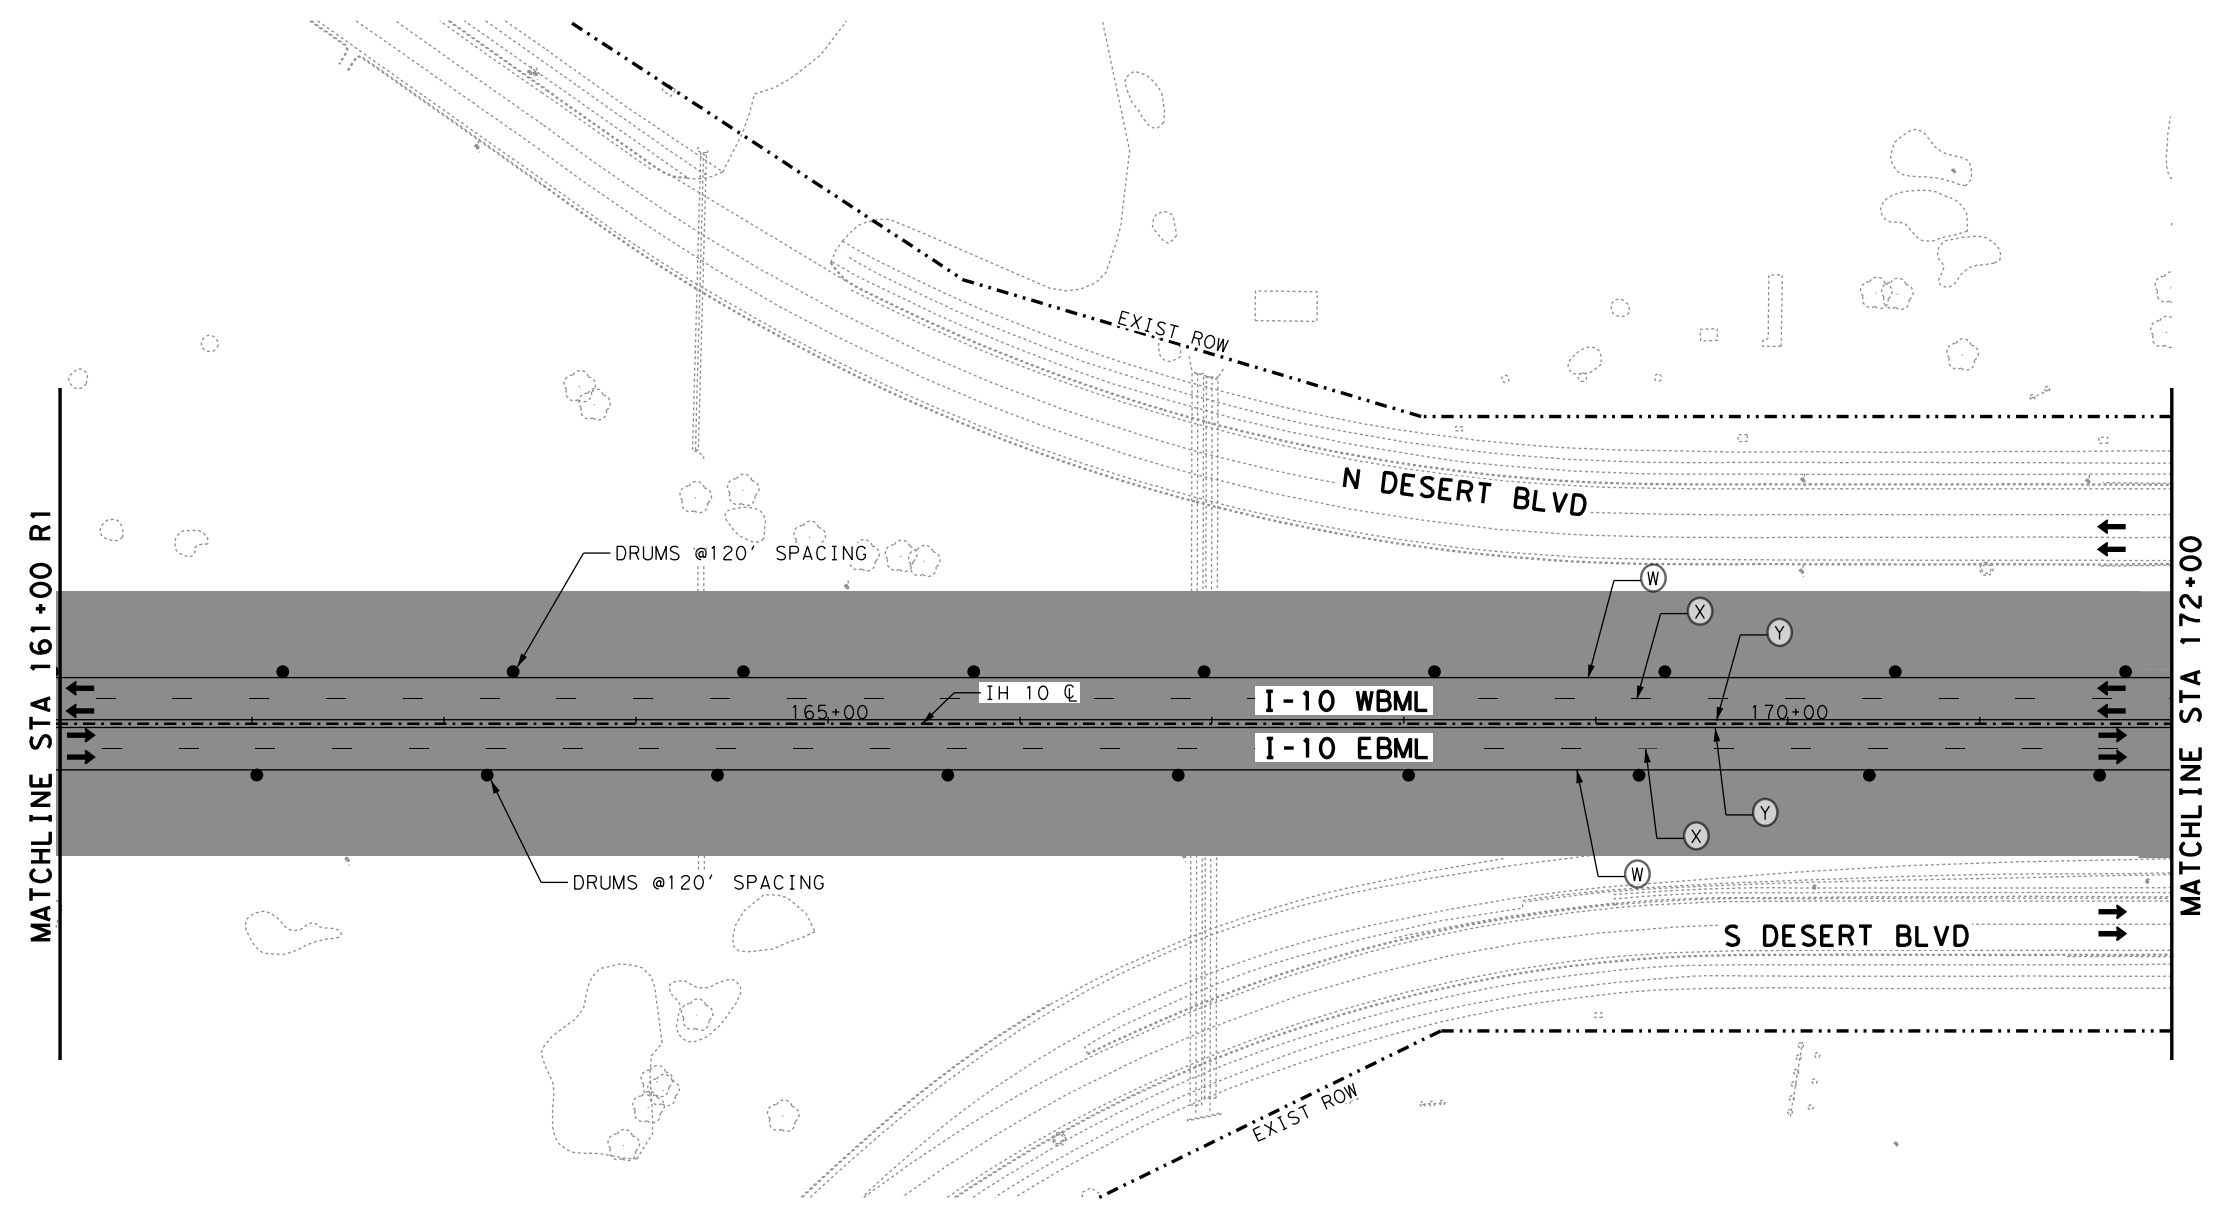 EXIST ROW
N DESERT BLVD
MATCHLINE STA 161+00 R1
MATCHLINE STA 172+00
DRUMS @120' SPACING
W
X
Y
IH 10 ℄
I-10 WBML
165+00
170+00
I-10 EBML
Y
X
W
DRUMS @120' SPACING
S DESERT BLVD
EXIST ROW